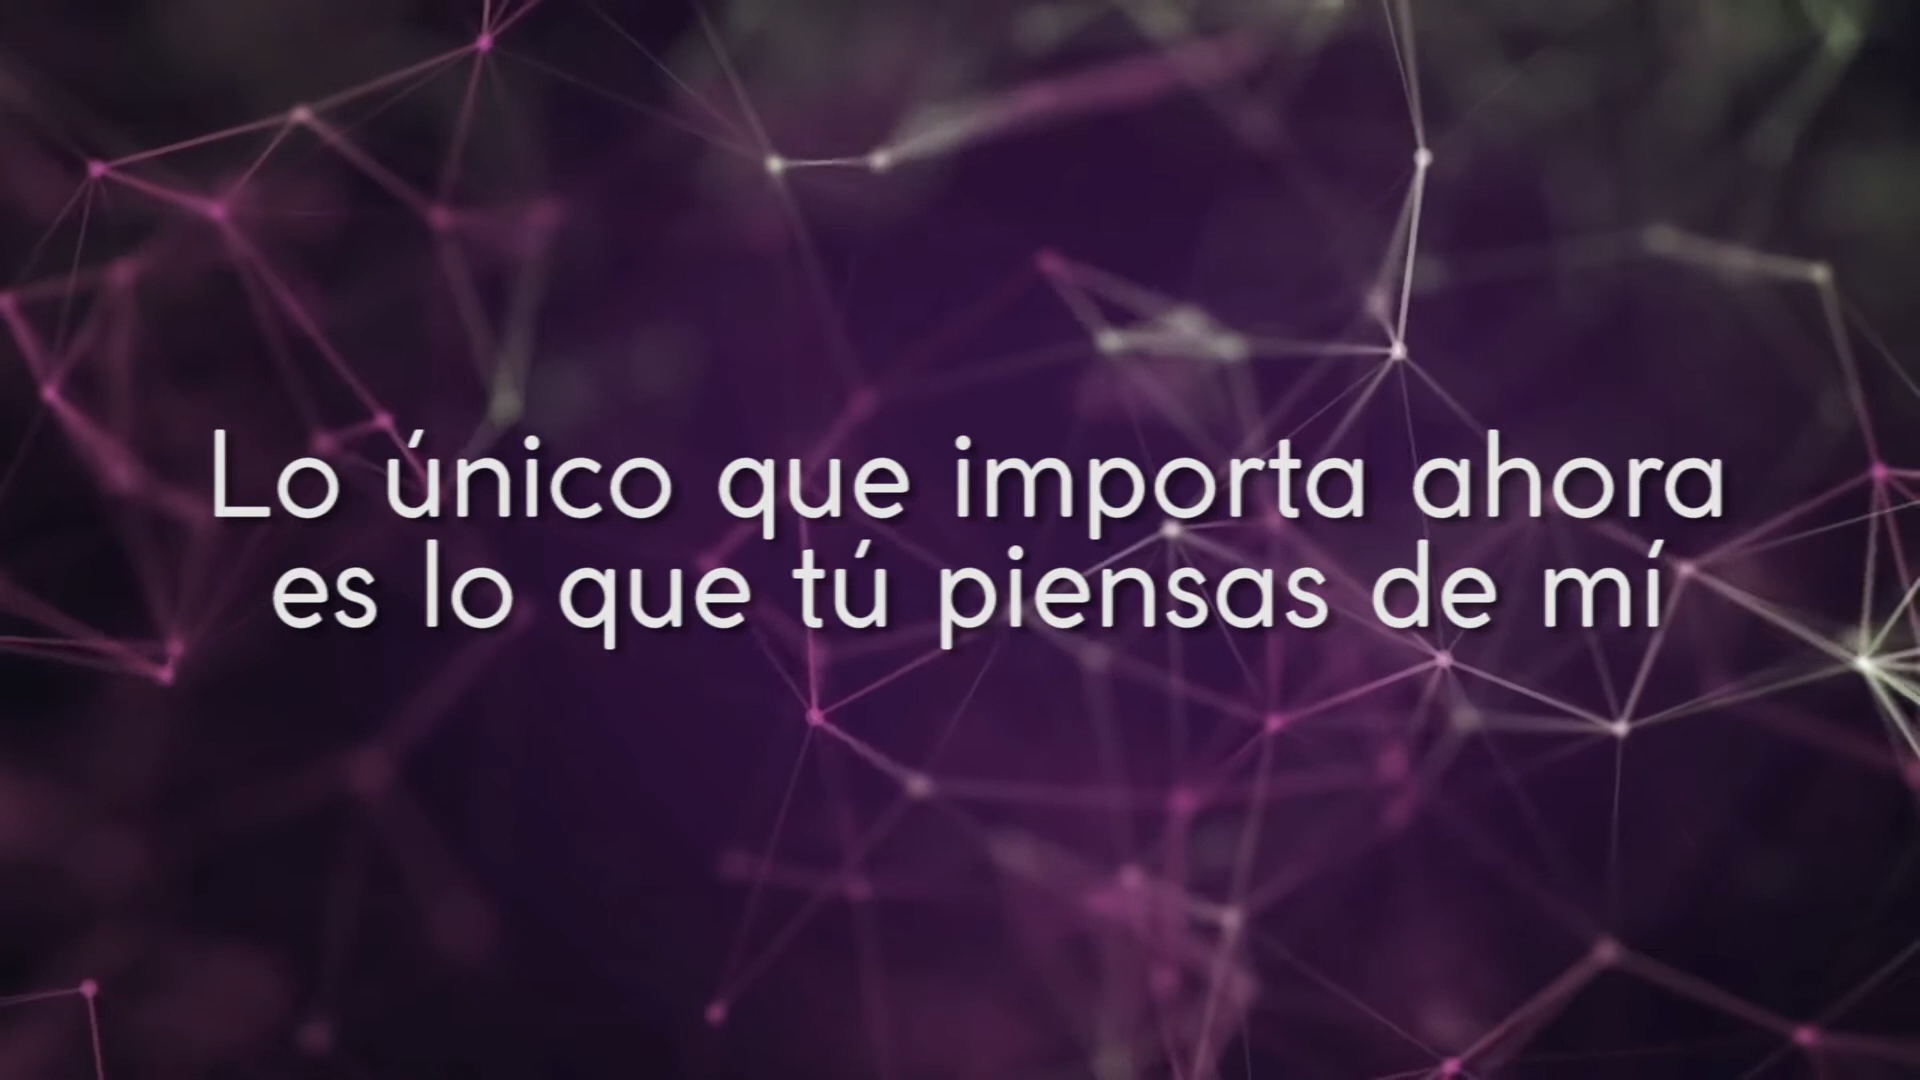 Lo único que importa ahora
es lo que tú piensas de mí